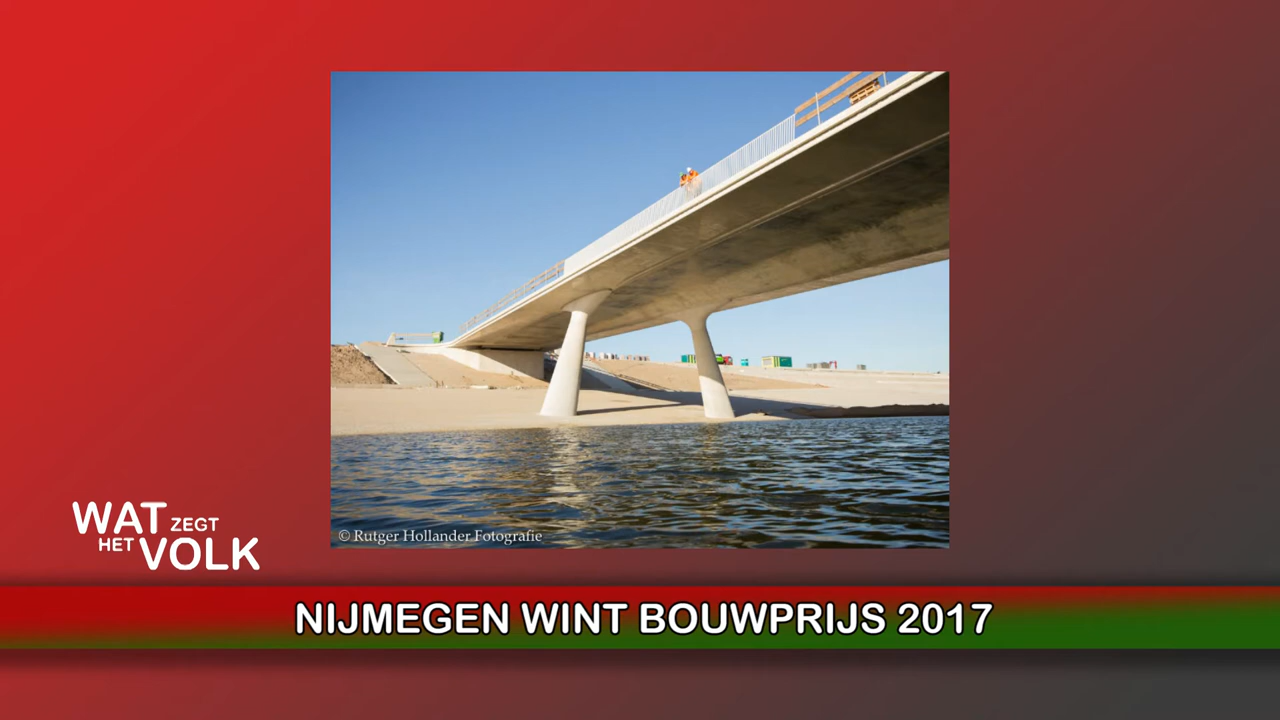 © Rutger Hollander Fotografie
WAT ZEGT
HET VOLK
NIJMEGEN WINT BOUWPRIJS 2017